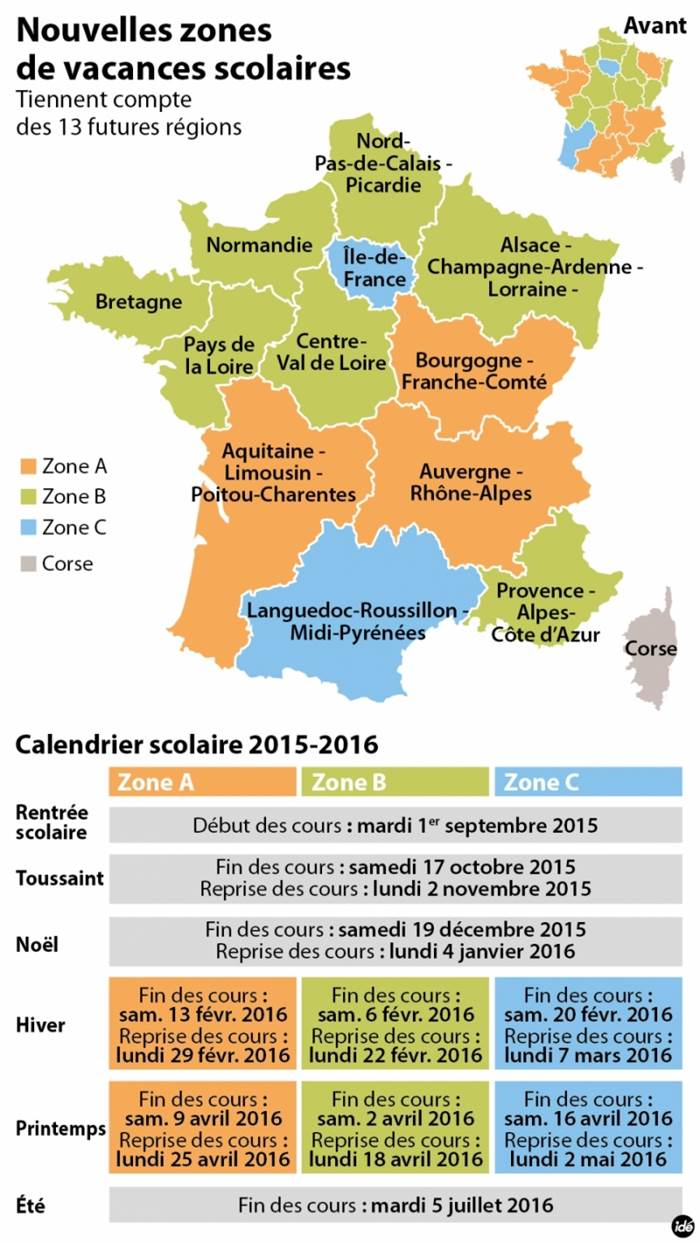 Nouvelles zones
de vacances scolaires
Tiennent compte
des 13 futures régions
Avant
Nord-
Pas-de-Calais -
Picardie
Normandie
Île-de-
France
Alsace -
Champagne-Ardenne -
Lorraine -
Bretagne
Pays de
la Loire
Centre-
Val de Loire
Bourgogne -
Franche-Comté
Zone A
Zone B
Zone C
Corse
Aquitaine -
Limousin -
Poitou-Charentes
Auvergne -
Rhône-Alpes
Languedoc-Roussillon -
Midi-Pyrénées
Provence -
Alpes-
Côte d'Azur
Corse
Calendrier scolaire 2015-2016
Zone A Zone B Zone C
Rentrée
scolaire
Début des cours : mardi 1er septembre 2015
Toussaint
Fin des cours : samedi 17 octobre 2015
Reprise des cours : lundi 2 novembre 2015
Noël
Fin des cours : samedi 19 décembre 2015
Reprise des cours : lundi 4 janvier 2016
Hiver
Fin des cours :
sam. 13 févr. 2016
Reprise des cours :
lundi 29 févr. 2016
Fin des cours :
sam. 6 févr. 2016
Reprise des cours :
lundi 22 févr. 2016
Fin des cours :
sam. 20 févr. 2016
Reprise des cours :
lundi 7 mars 2016
Printemps
Fin des cours :
sam. 9 avril 2016
Reprise des cours :
lundi 25 avril 2016
Fin des cours :
sam. 2 avril 2016
Reprise des cours :
lundi 18 avril 2016
Fin des cours :
sam. 16 avril 2016
Reprise des cours :
lundi 2 mai 2016
Été
Fin des cours : mardi 5 juillet 2016
idé